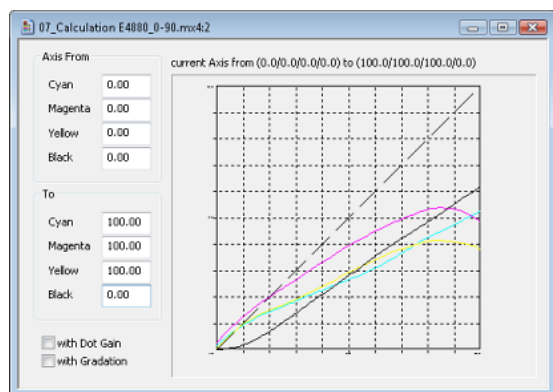 07_Calculation E4880_0-90.mx4:2
Axis From
Cyan 0.00
Magenta 0.00
Yellow 0.00
Black 0.00
To
Cyan 100.00
Magenta 100.00
Yellow 100.00
Black 0.00
with Dot Gain
with Gradation
current Axis from (0.0/0.0/0.0/0.0) to (100.0/100.0/100.0/0.0)